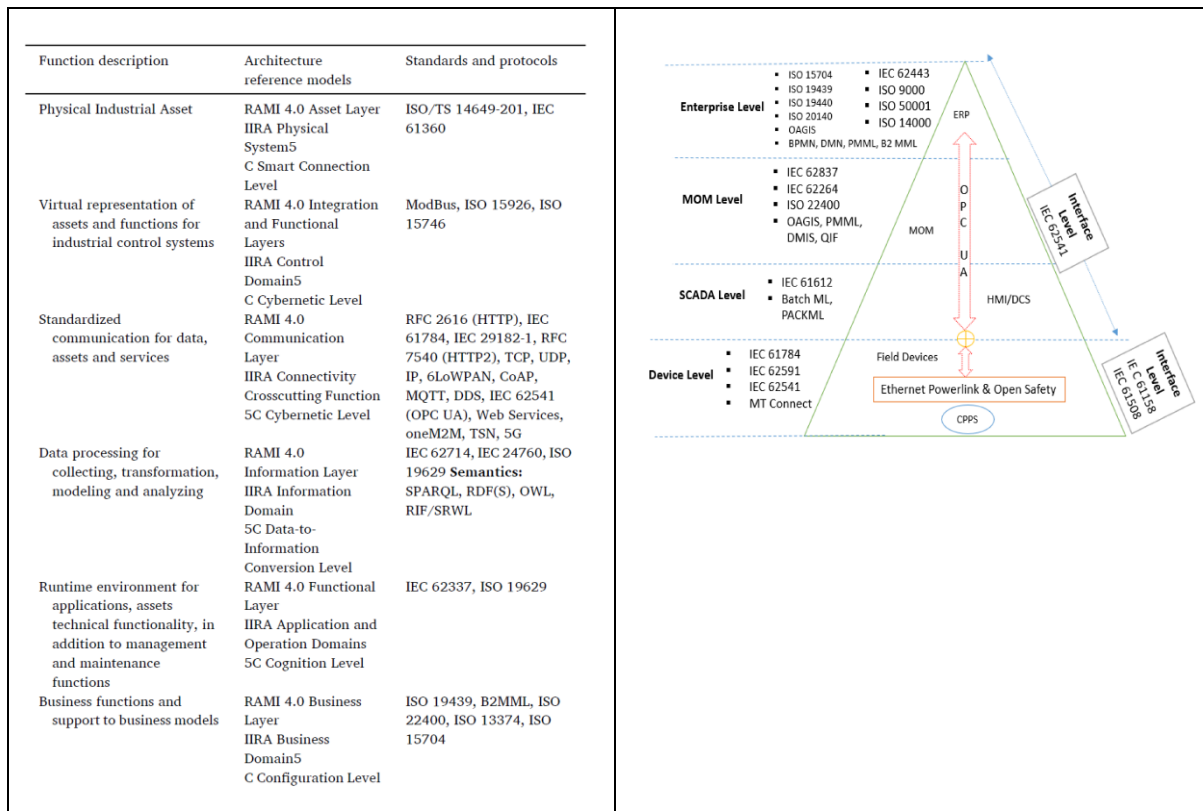 Function description
Architecture
reference models
Standards and protocols
Physical Industrial Asset
RAMI 4.0 Asset Layer
IIRA Physical
System5
C Smart Connection
Level
ISO/TS 14649-201, IEC
61360
Virtual representation of
assets and functions for
industrial control systems
RAMI 4.0 Integration
and Functional
Layers
IIRA Control
Domain5
C Cybernetic Level
ModBus, ISO 15926, ISO
15746
Standardized
communication for data,
assets and services
RAMI 4.0
Communication
Layer
IIRA Connectivity
Crosscutting Function
5C Cybernetic Level
RFC 2616 (HTTP), IEC
61784, IEC 29182-1, RFC
7540 (HTTP2), TCP, UDP,
IP, 6LoWPAN, CoAP,
MQTT, DDS, IEC 62541
(OPC UA), Web Services,
oneM2M, TSN, 5G
Data processing for
collecting, transformation,
modeling and analyzing
RAMI 4.0
Information Layer
IIRA Information
Domain
5C Data-to-
Information
Conversion Level
IEC 62714, IEC 24760, ISO
19629 Semantics:
SPARQL, RDF(S), OWL,
RIF/SRWL
Runtime environment for
applications, assets
technical functionality, in
addition to management
and maintenance
functions
RAMI 4.0 Functional
Layer
IIRA Application and
Operation Domains
5C Cognition Level
IEC 62337, ISO 19629
Business functions and
support to business models
RAMI 4.0 Business
Layer
IIRA Business
Domain5
C Configuration Level
ISO 19439, B2MML, ISO
22400, ISO 13374, ISO
15704
Enterprise Level
▪ ISO 15704
▪ ISO 19439
▪ ISO 19440
▪ ISO 20140
▪ OAGIS
▪ BPMN, DMN, PMML, B2 MML
▪ IEC 62443
▪ ISO 9000
▪ ISO 50001
▪ ISO 14000
ERP
MOM Level
▪ IEC 62837
▪ IEC 62264
▪ ISO 22400
▪ OAGIS, PMML,
DMIS, QIF
MOM
OPC UA
Interface
Level
IEC 62541
SCADA Level
▪ IEC 61612
▪ Batch ML,
PACKML
HMI/DCS
Device Level
▪ IEC 61784
▪ IEC 62591
▪ IEC 62541
▪ MT Connect
Field Devices
Ethernet Powerlink & Open Safety
CPPS
Interface
Level
IE C 61158
IEC 61508